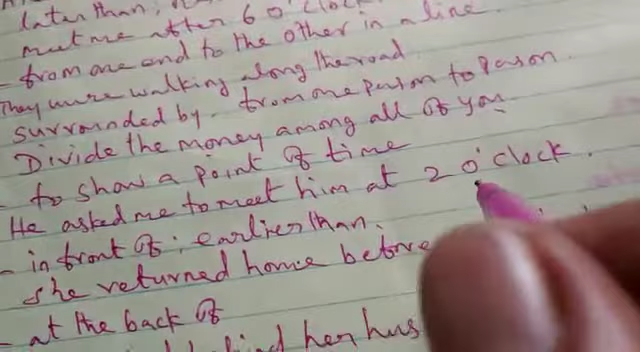 later than;
meet me after 6 o'clock
- from one end to the other in a line.
They were walking along the road
surrounded by. from one person to person.
Divide the money among all of you
- to show a point of time
He asked me to meet him at 2 o'clock.
- in front of; earlier than.
She returned home before
- at the back of
behind her hus